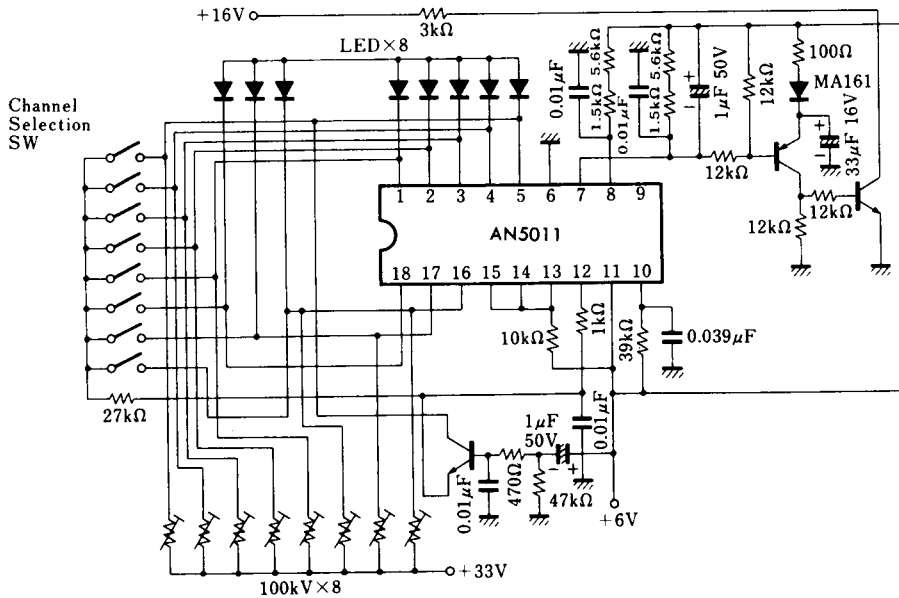 +16V
3kΩ
LED×8
Channel
Selection
SW
0.01μF
1.5kΩ 5.6kΩ
0.01μF
1.5kΩ 5.6kΩ
+
−
1μF 50V
12kΩ
100Ω
MA161
+
−
33μF 16V
12kΩ
12kΩ
12kΩ
1 2 3 4 5 6 7 8 9
AN5011
18 17 16 15 14 13 12 11 10
10kΩ
1kΩ
39kΩ
0.039μF
27kΩ
0.01μF
470Ω
1μF
50V
− +
47kΩ
0.01μF
+6V
100kV×8
+33V